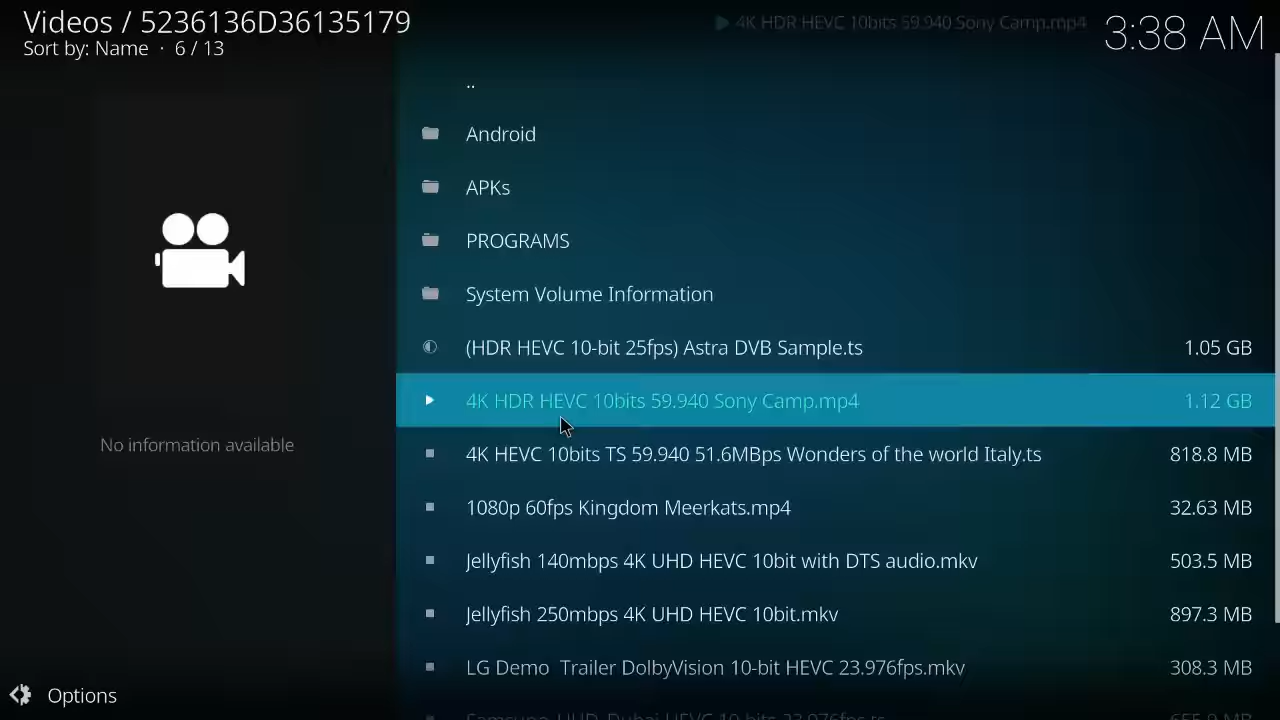 Videos / 5236136D36135179
Sort by: Name · 6 / 13
4K HDR HEVC 10bits 59.940 Sony Camp.mp4
3:38 AM
..
Android
APKs
PROGRAMS
System Volume Information
(HDR HEVC 10-bit 25fps) Astra DVB Sample.ts 1.05 GB
4K HDR HEVC 10bits 59.940 Sony Camp.mp4 1.12 GB
4K HEVC 10bits TS 59.940 51.6MBps Wonders of the world Italy.ts 818.8 MB
1080p 60fps Kingdom Meerkats.mp4 32.63 MB
Jellyfish 140mbps 4K UHD HEVC 10bit with DTS audio.mkv 503.5 MB
Jellyfish 250mbps 4K UHD HEVC 10bit.mkv 897.3 MB
LG Demo  Trailer DolbyVision 10-bit HEVC 23.976fps.mkv 308.3 MB
No information available
Options